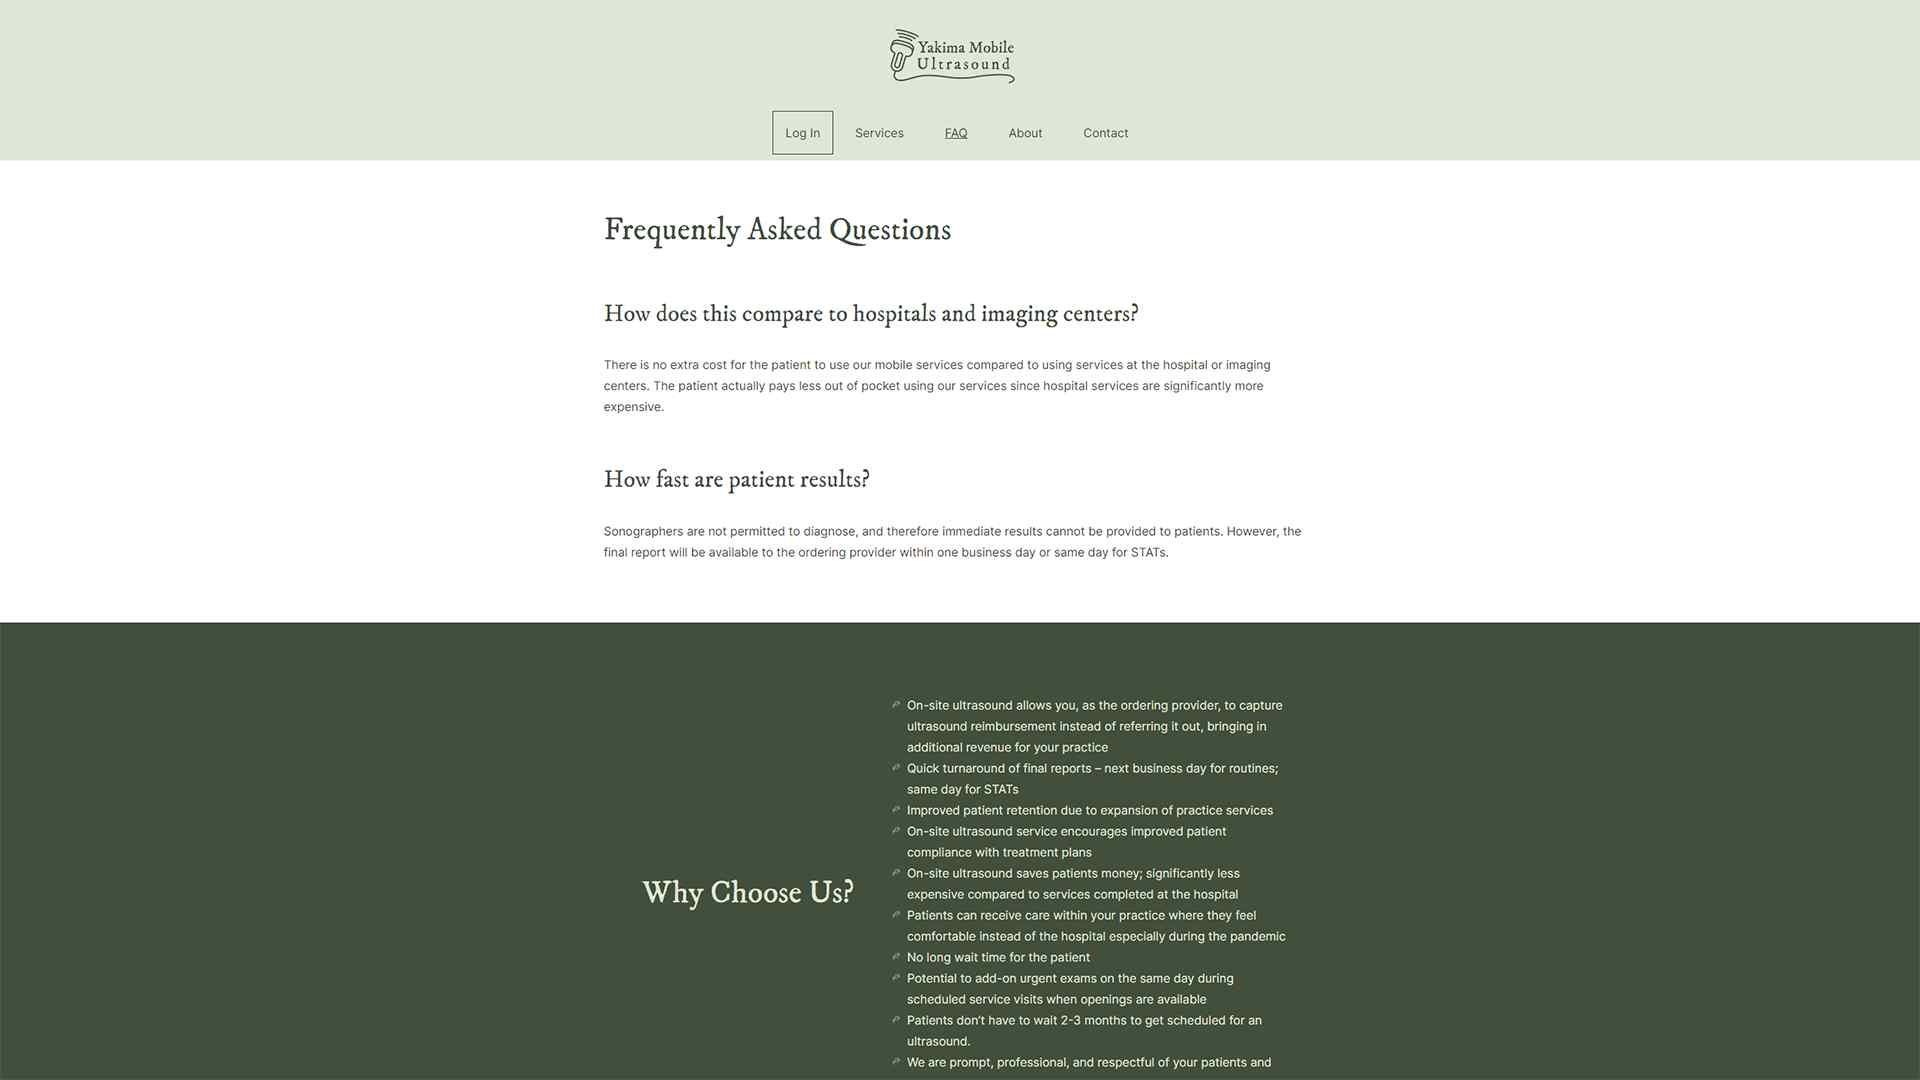 Yakima Mobile
Ultrasound
Log In
Services
FAQ
About
Contact
Frequently Asked Questions
How does this compare to hospitals and imaging centers?
There is no extra cost for the patient to use our mobile services compared to using services at the hospital or imaging
centers. The patient actually pays less out of pocket using our services since hospital services are significantly more
expensive.
How fast are patient results?
Sonographers are not permitted to diagnose, and therefore immediate results cannot be provided to patients. However, the
final report will be available to the ordering provider within one business day or same day for STATs.
Why Choose Us?
On-site ultrasound allows you, as the ordering provider, to capture
ultrasound reimbursement instead of referring it out, bringing in
additional revenue for your practice
Quick turnaround of final reports – next business day for routines;
same day for STATs
Improved patient retention due to expansion of practice services
On-site ultrasound service encourages improved patient
compliance with treatment plans
On-site ultrasound saves patients money; significantly less
expensive compared to services completed at the hospital
Patients can receive care within your practice where they feel
comfortable instead of the hospital especially during the pandemic
No long wait time for the patient
Potential to add-on urgent exams on the same day during
scheduled service visits when openings are available
Patients don’t have to wait 2-3 months to get scheduled for an
ultrasound.
We are prompt, professional, and respectful of your patients and